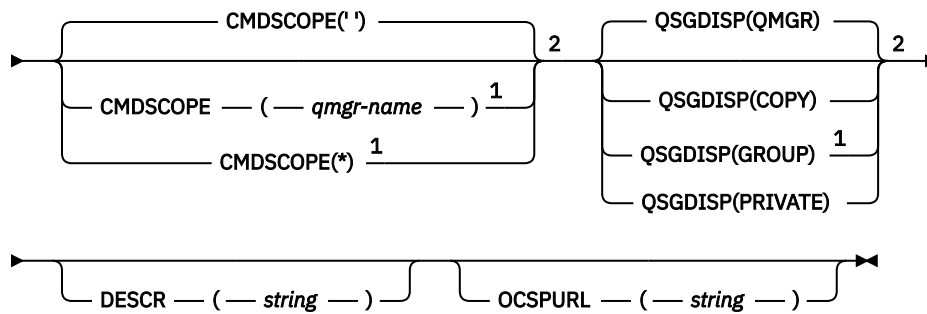 CMDSCOPE(' ')
2
CMDSCOPE ( qmgr-name ) 1
CMDSCOPE(*) 1
QSGDISP(QMGR)
2
QSGDISP(COPY)
QSGDISP(GROUP) 1
QSGDISP(PRIVATE)
DESCR ( string )
OCSPURL ( string )